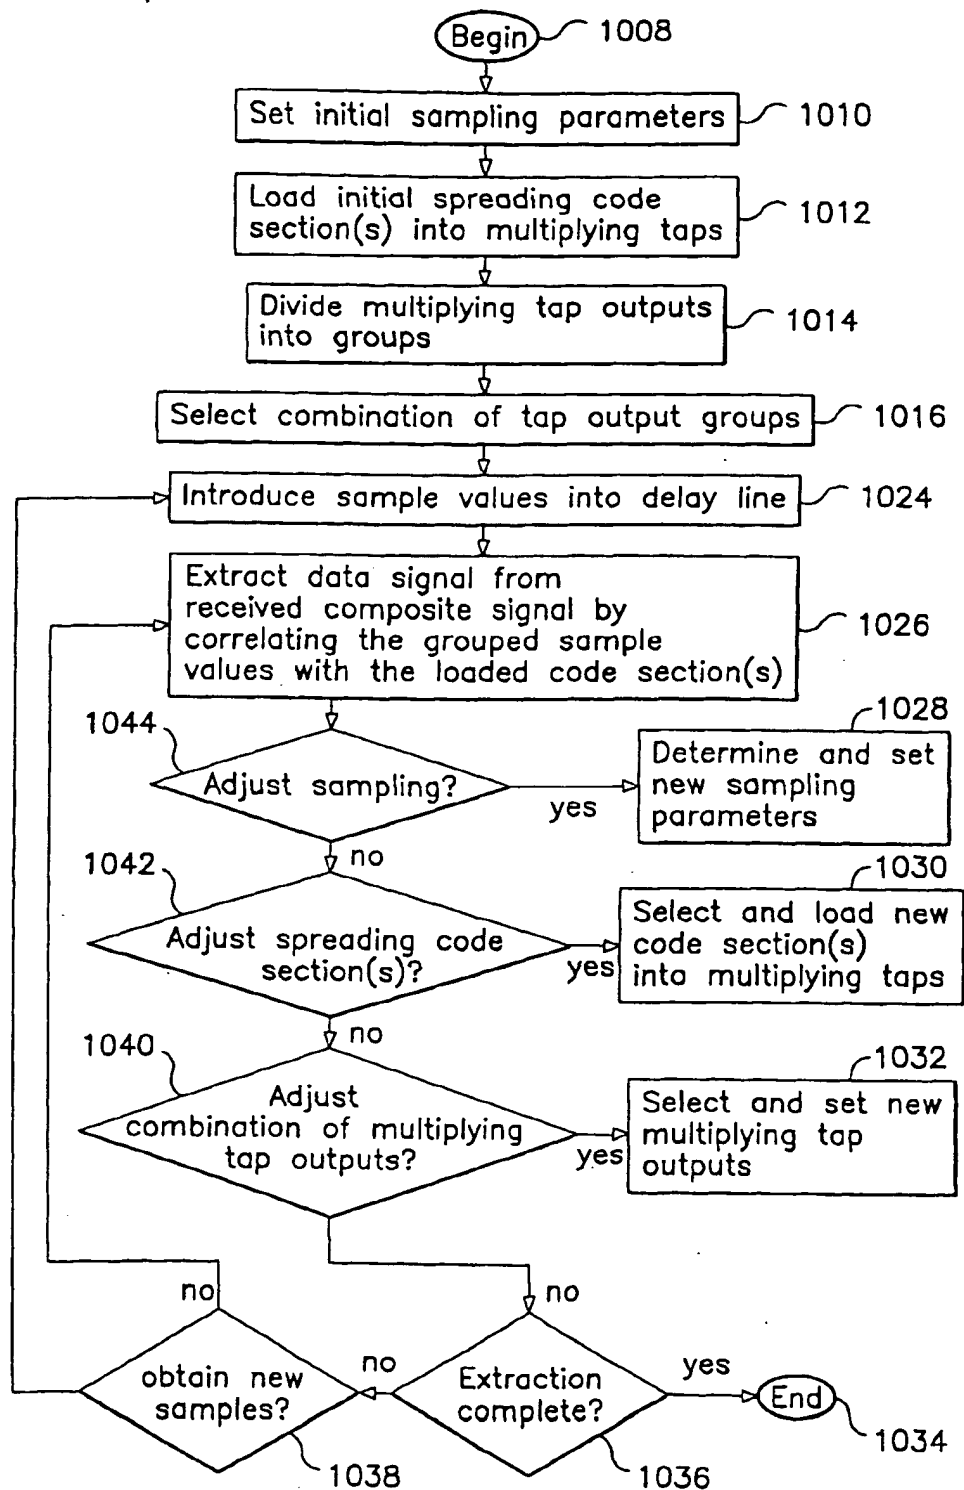 Begin
1008
Set initial sampling parameters
1010
Load initial spreading code
section(s) into multiplying taps
1012
Divide multiplying tap outputs
into groups
1014
Select combination of tap output groups
1016
Introduce sample values into delay line
1024
Extract data signal from
received composite signal by
correlating the grouped sample
values with the loaded code section(s)
1026
1044
Adjust sampling?
yes
1028
Determine and set
new sampling
parameters
no
1042
Adjust spreading code
section(s)?
yes
1030
Select and load new
code section(s)
into multiplying taps
no
1040
Adjust
combination of multiplying
tap outputs?
yes
1032
Select and set new
multiplying tap
outputs
no
no
obtain new
samples?
1038
no
Extraction
complete?
1036
yes
End
1034